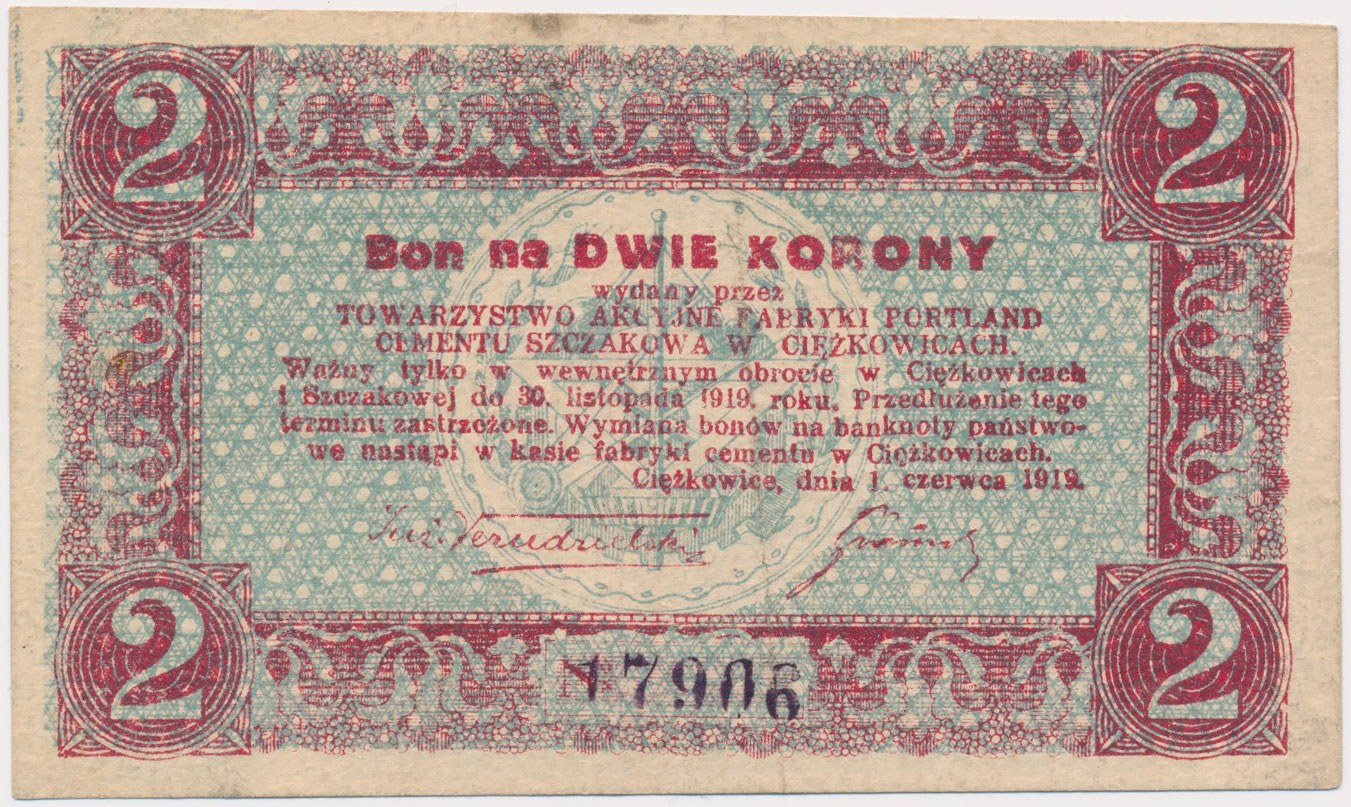 2 2
Bon na DWIE KORONY
wydany przez
TOWARZYSTWO AKCYJNE FABRYKI PORTLAND
CEMENTU SZCZAKOWA W CIĘŻKOWICACH.
Ważny tylko w wewnętrznym obrocie w Ciężkowicach
i Szczakowej do 30. listopada 1919. roku. Przedłużenie tego
terminu zastrzeżone. Wymiana bonów na banknoty państwo-
we nastąpi w kasie fabryki cementu w Ciężkowicach.
Ciężkowice, dnia 1. czerwca 1919.
2 17906 2